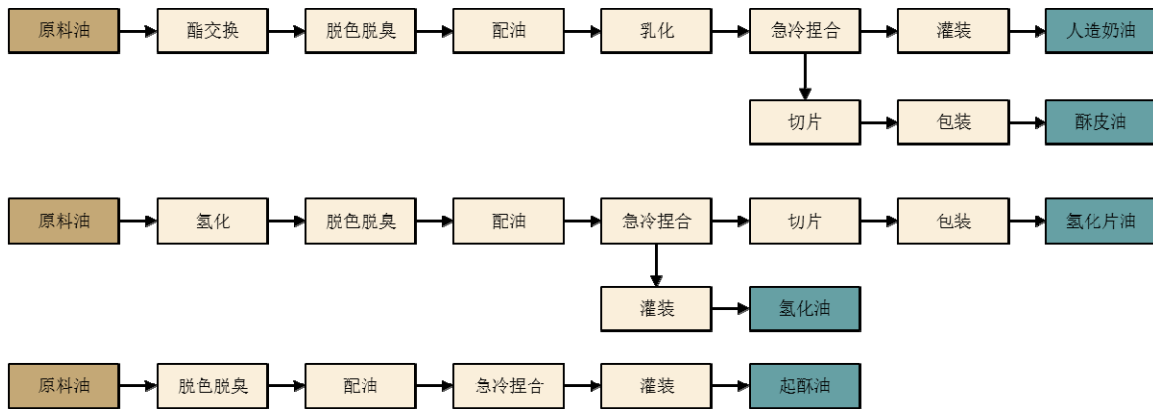 原料油 酯交换 脱色脱臭 配油 乳化 急冷捏合 灌装 人造奶油
切片 包装 酥皮油
原料油 氢化 脱色脱臭 配油 急冷捏合 切片 包装 氢化片油
灌装 氢化油
原料油 脱色脱臭 配油 急冷捏合 灌装 起酥油